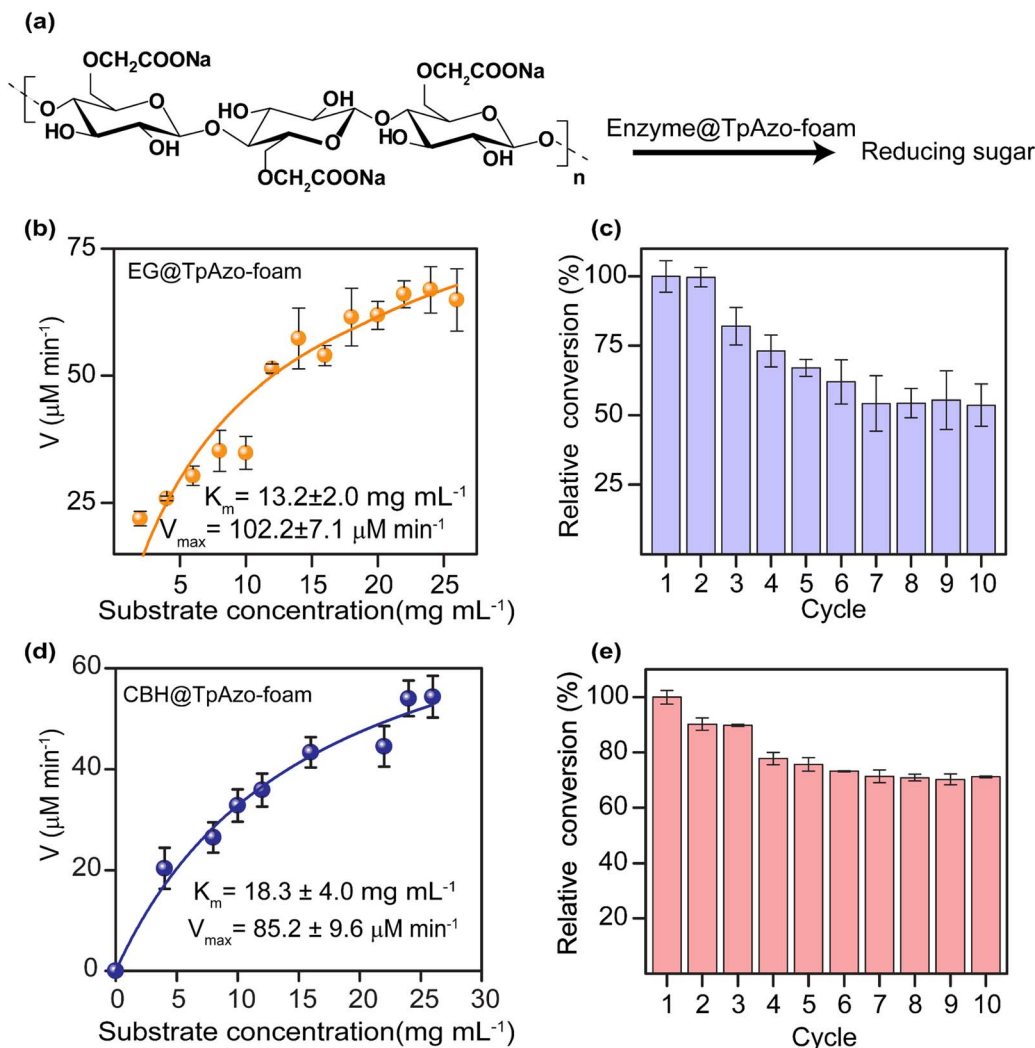 (a)
OCH₂COONa
OCH₂COONa
O
O
HO
OH
O
HO
OH
O
O
O
O
HO
OH
O
OCH₂COONa
n
Enzyme@TpAzo-foam
Reducing sugar
(b)
75
50
25
V (μM min⁻¹)
EG@TpAzo-foam
Kₘ= 13.2±2.0 mg mL⁻¹
Vₘₐₓ= 102.2±7.1 μM min⁻¹
5 10 15 20 25
Substrate concentration(mg mL⁻¹)
(c)
100
75
50
25
Relative conversion (%)
1 2 3 4 5 6 7 8 9 10
Cycle
(d)
60
40
20
0
V (μM min⁻¹)
CBH@TpAzo-foam
Kₘ= 18.3 ± 4.0 mg mL⁻¹
Vₘₐₓ= 85.2 ± 9.6 μM min⁻¹
0 5 10 15 20 25 30
Substrate concentration(mg mL⁻¹)
(e)
100
80
60
40
20
Relative conversion (%)
1 2 3 4 5 6 7 8 9 10
Cycle